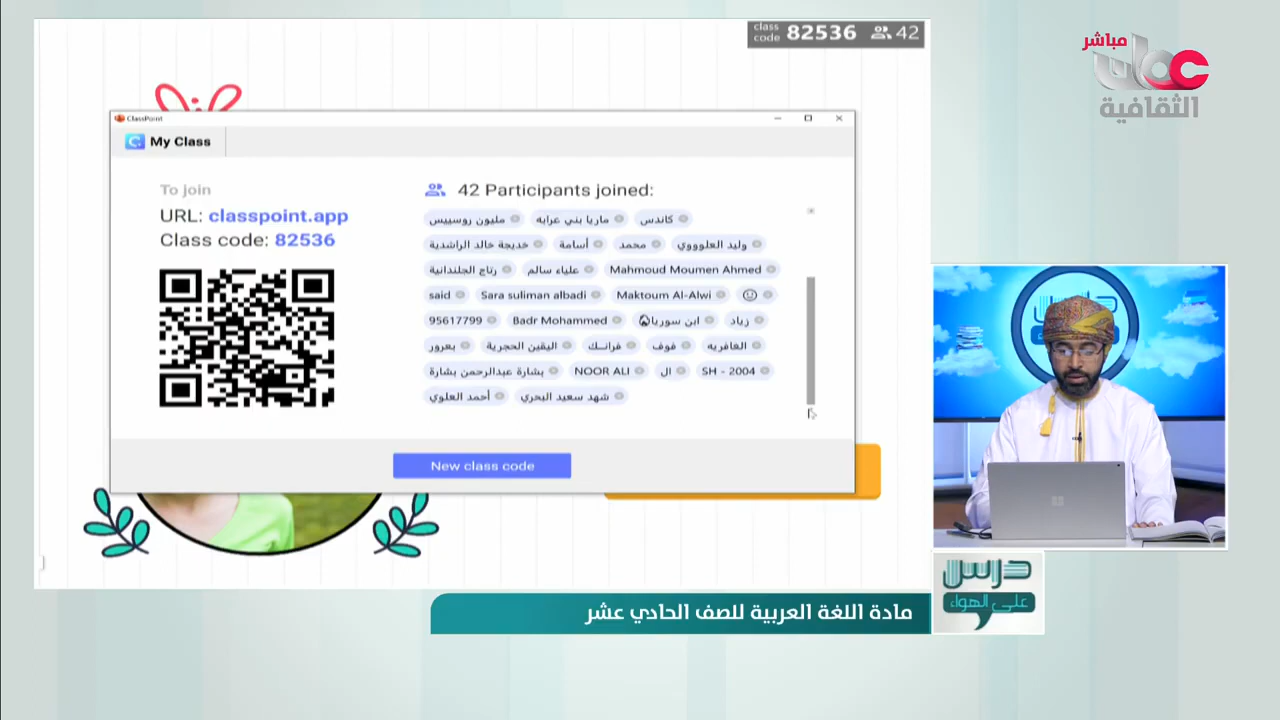 class code 82536 42
مباشر
الثقافية
ClassPoint
My Class
To join
URL: classpoint.app
Class code: 82536
42 Participants joined:
مليون روسييس ماريا بني عرابه كاندس
خديجة خالد الراشدية أسامة محمد وليد العلوووي
رتاج الجلندانية علياء سالم Mahmoud Moumen Ahmed
said Sara suliman albadi Maktoum Al-Alwi
95617799 Badr Mohammed ابن سوريا زياد
بعرور اليقين الحجرية فرانــك فوف العافريه
بشارة عبدالرحمن بشارة NOOR ALI ال SH - 2004
أحمد العلوي شهد سعيد البحري
New class code
درس
على الهواء
مادة اللغة العربية للصف الحادي عشر